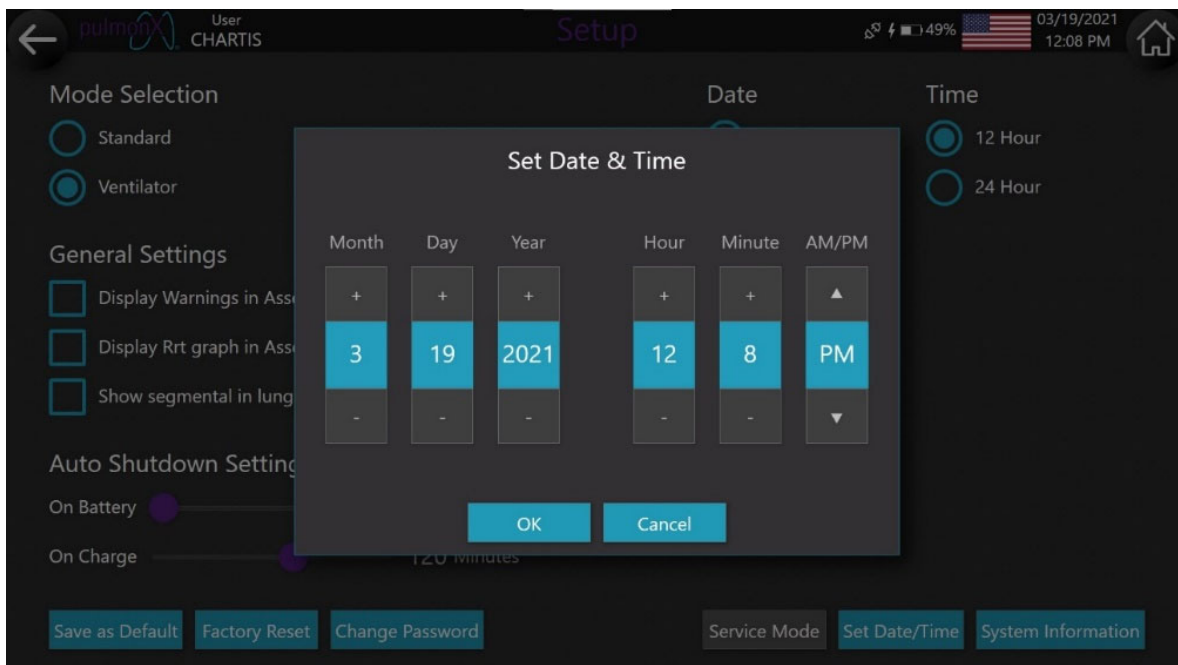 pulmonX
User
CHARTIS
Setup
49%
03/19/2021
12:08 PM
Mode Selection
Standard
Ventilator
Date
Time
12 Hour
24 Hour
General Settings
Display Warnings in Ass
Display Rrt graph in Ass
Show segmental in lung
Auto Shutdown Setting
On Battery
On Charge
120 Minutes
Set Date & Time
Month Day Year Hour Minute AM/PM
+ + + + + ▲
3 19 2021 12 8 PM
- - - - - ▼
OK Cancel
Save as Default Factory Reset Change Password Service Mode Set Date/Time System Information